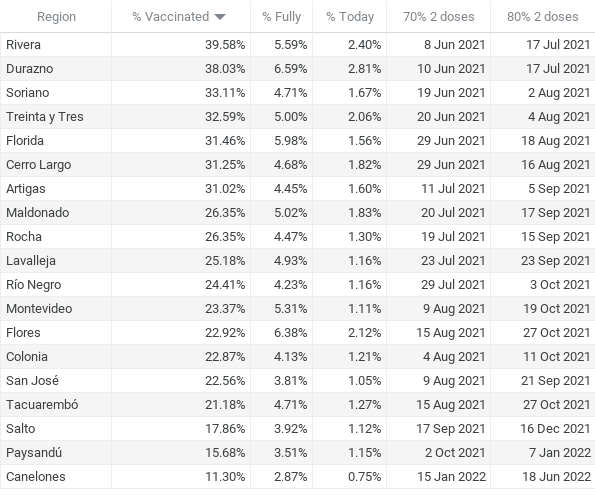 Region % Vaccinated % Fully % Today 70% 2 doses 80% 2 doses
Rivera 39.58% 5.59% 2.40% 8 Jun 2021 17 Jul 2021
Durazno 38.03% 6.59% 2.81% 10 Jun 2021 17 Jul 2021
Soriano 33.11% 4.71% 1.67% 19 Jun 2021 2 Aug 2021
Treinta y Tres 32.59% 5.00% 2.06% 20 Jun 2021 4 Aug 2021
Florida 31.46% 5.98% 1.56% 29 Jun 2021 18 Aug 2021
Cerro Largo 31.25% 4.68% 1.82% 29 Jun 2021 16 Aug 2021
Artigas 31.02% 4.45% 1.60% 11 Jul 2021 5 Sep 2021
Maldonado 26.35% 5.02% 1.83% 20 Jul 2021 17 Sep 2021
Rocha 26.35% 4.47% 1.30% 19 Jul 2021 15 Sep 2021
Lavalleja 25.18% 4.93% 1.16% 23 Jul 2021 23 Sep 2021
Río Negro 24.41% 4.23% 1.16% 29 Jul 2021 3 Oct 2021
Montevideo 23.37% 5.31% 1.11% 9 Aug 2021 19 Oct 2021
Flores 22.92% 6.38% 2.12% 15 Aug 2021 27 Oct 2021
Colonia 22.87% 4.13% 1.21% 4 Aug 2021 11 Oct 2021
San José 22.56% 3.81% 1.05% 9 Aug 2021 21 Sep 2021
Tacuarembó 21.18% 4.71% 1.27% 15 Aug 2021 27 Oct 2021
Salto 17.86% 3.92% 1.12% 17 Sep 2021 16 Dec 2021
Paysandú 15.68% 3.51% 1.15% 2 Oct 2021 7 Jan 2022
Canelones 11.30% 2.87% 0.75% 15 Jan 2022 18 Jun 2022